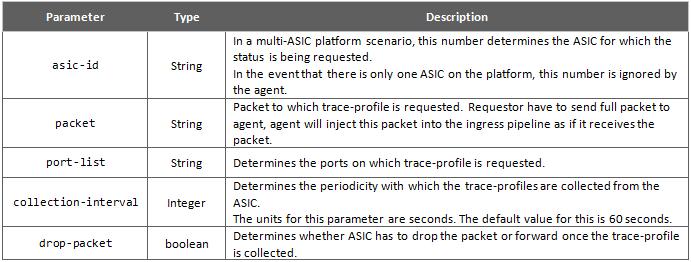 Parameter Type Description
asic-id String In a multi-ASIC platform scenario, this number determines the ASIC for which the
status is being requested.
In the event that there is only one ASIC on the platform, this number is ignored by
the agent.
packet String Packet to which trace-profile is requested. Requestor have to send full packet to
agent, agent will inject this packet into the ingress pipeline as if it receives the
packet.
port-list String Determines the ports on which trace-profile is requested.
collection-interval Integer Determines the periodicity with which the trace-profiles are collected from the
ASIC.
The units for this parameter are seconds. The default value for this is 60 seconds.
drop-packet boolean Determines whether ASIC has to drop the packet or forward once the trace-profile
is collected.